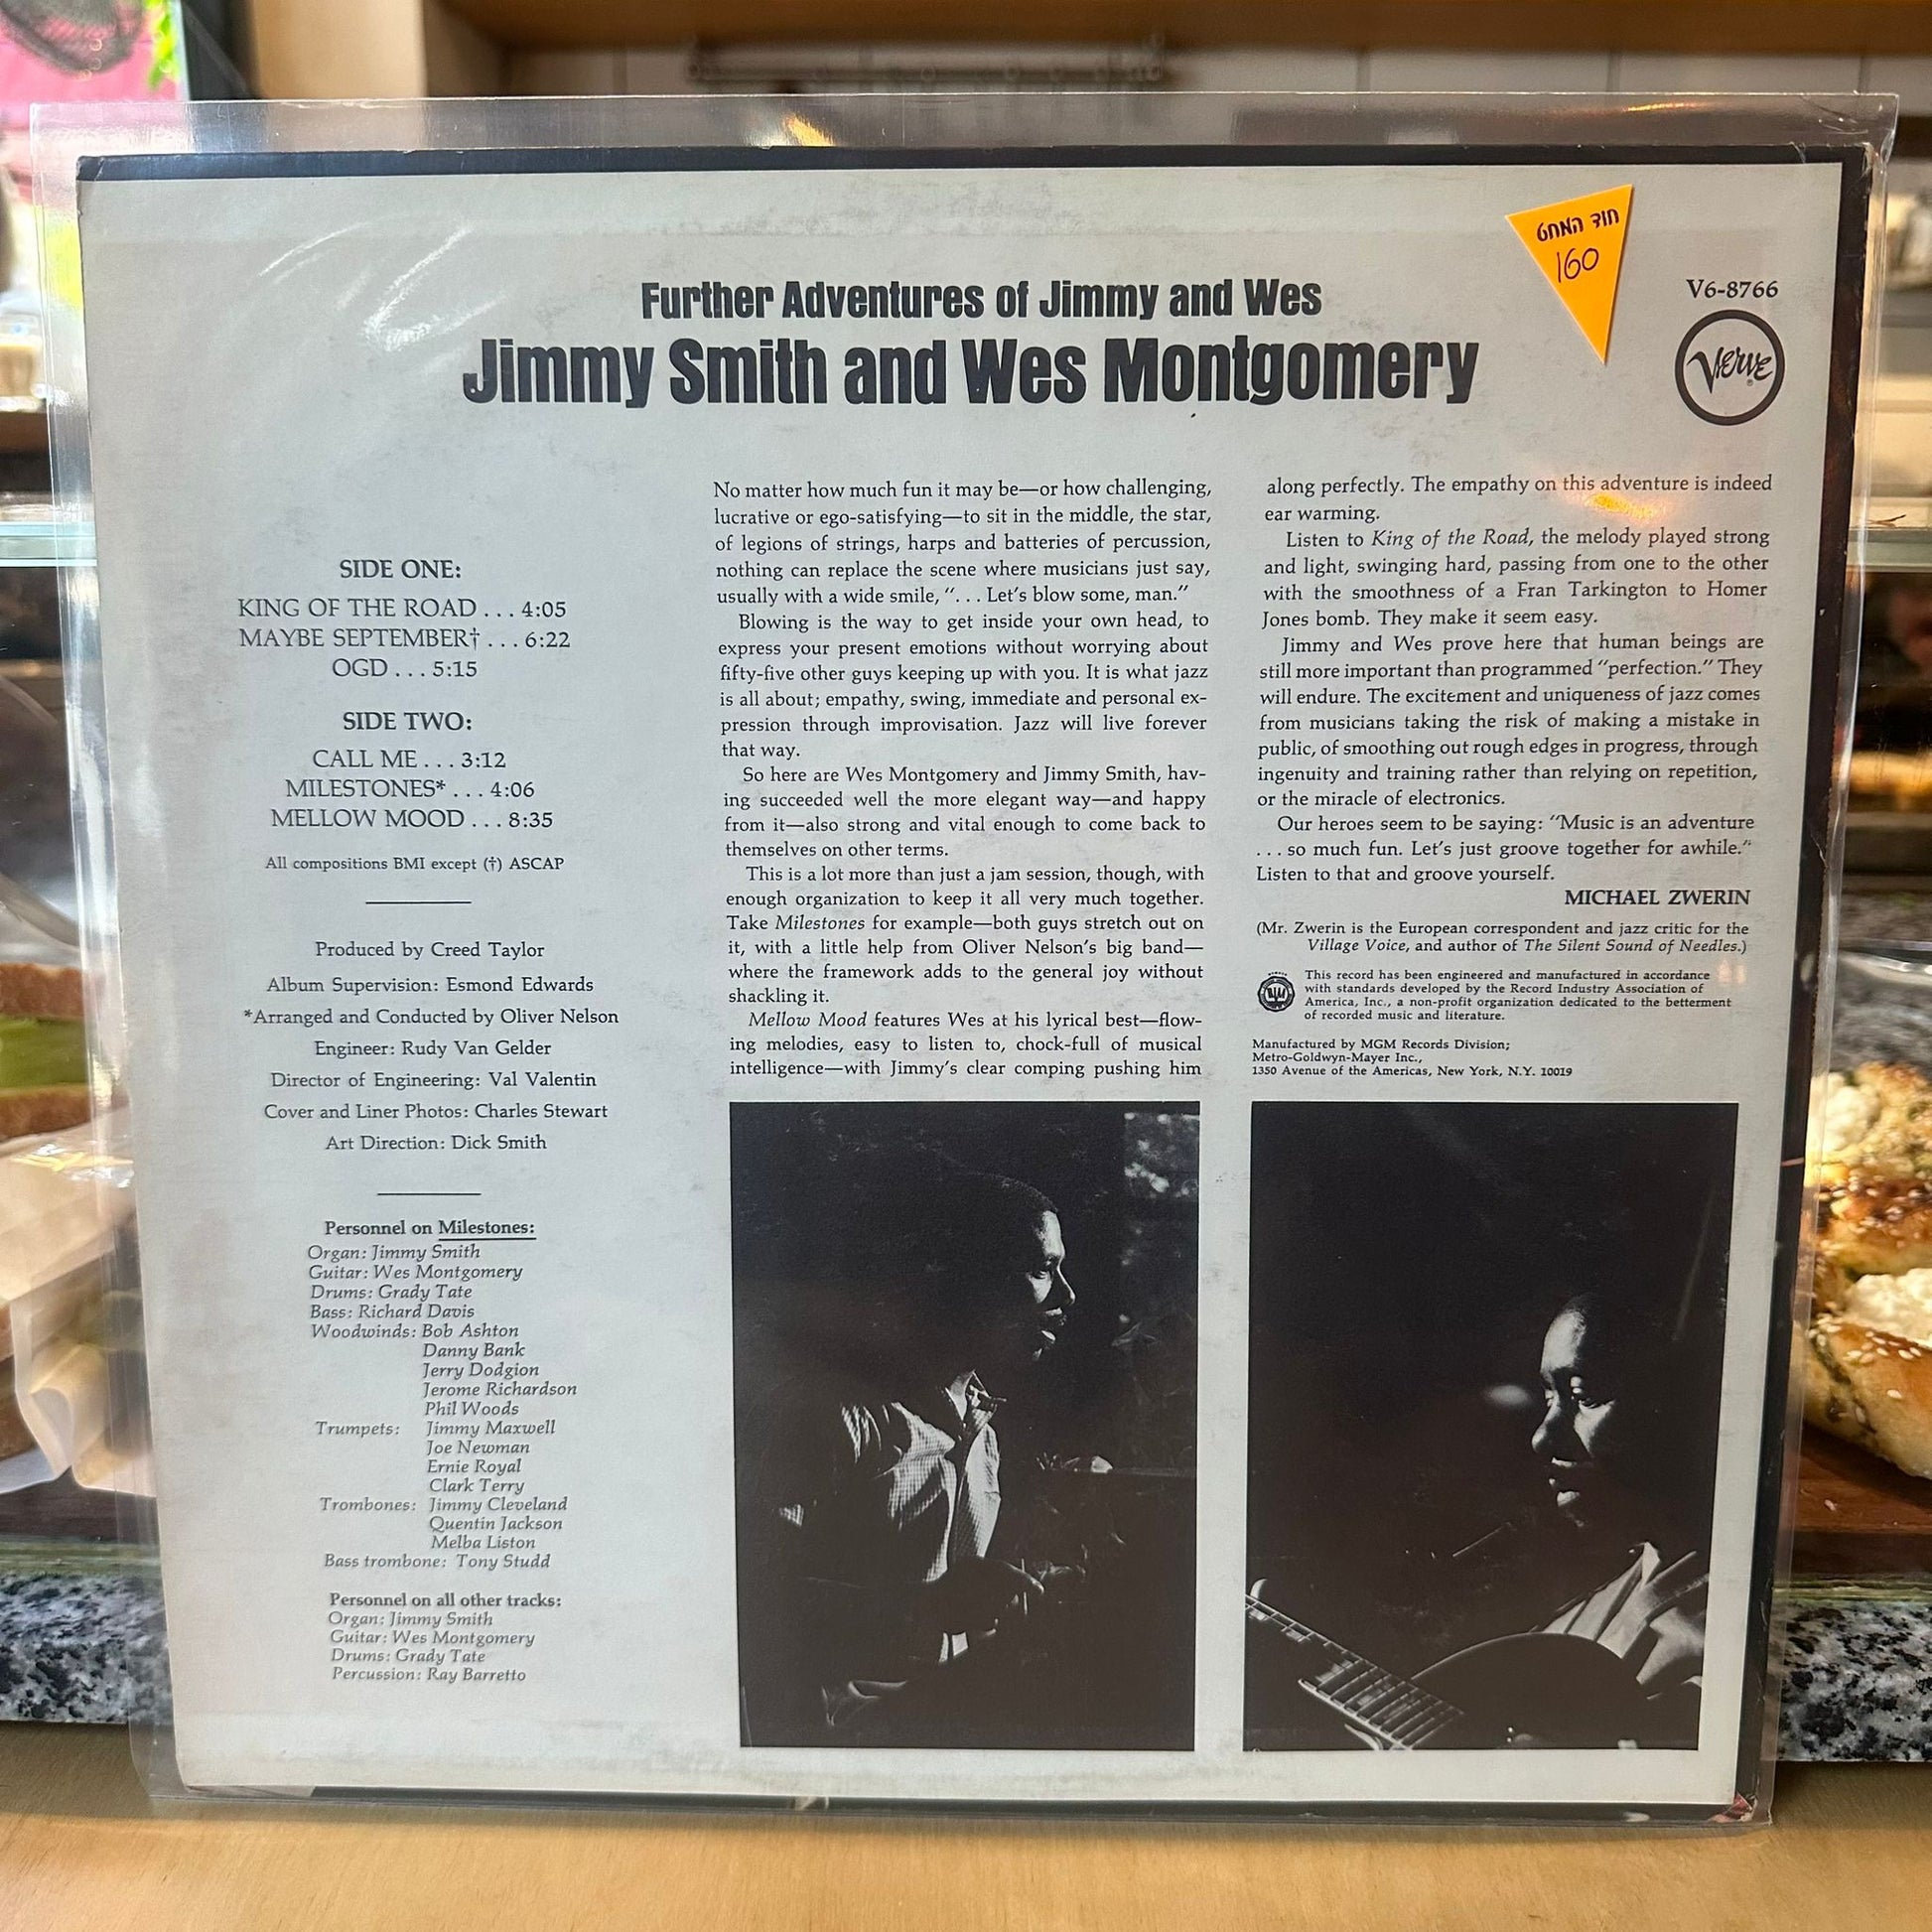 חוד המחט
160
Further Adventures of Jimmy and Wes
Jimmy Smith and Wes Montgomery
V6-8766
Verve
SIDE ONE:
KING OF THE ROAD . . . 4:05
MAYBE SEPTEMBER† . . . 6:22
OGD . . . 5:15
SIDE TWO:
CALL ME . . . 3:12
MILESTONES* . . . 4:06
MELLOW MOOD . . . 8:35
All compositions BMI except (†) ASCAP
Produced by Creed Taylor
Album Supervision: Esmond Edwards
*Arranged and Conducted by Oliver Nelson
Engineer: Rudy Van Gelder
Director of Engineering: Val Valentin
Cover and Liner Photos: Charles Stewart
Art Direction: Dick Smith
Personnel on Milestones:
Organ: Jimmy Smith
Guitar: Wes Montgomery
Drums: Grady Tate
Bass: Richard Davis
Woodwinds: Bob Ashton
Danny Bank
Jerry Dodgion
Jerome Richardson
Phil Woods
Trumpets: Jimmy Maxwell
Joe Newman
Ernie Royal
Clark Terry
Trombones: Jimmy Cleveland
Quentin Jackson
Melba Liston
Bass trombone: Tony Studd
Personnel on all other tracks:
Organ: Jimmy Smith
Guitar: Wes Montgomery
Drums: Grady Tate
Percussion: Ray Barretto
No matter how much fun it may be—or how challenging,
lucrative or ego-satisfying—to sit in the middle, the star,
of legions of strings, harps and batteries of percussion,
nothing can replace the scene where musicians just say,
usually with a wide smile, “. . . Let’s blow some, man.”
Blowing is the way to get inside your own head, to
express your present emotions without worrying about
fifty-five other guys keeping up with you. It is what jazz
is all about; empathy, swing, immediate and personal ex-
pression through improvisation. Jazz will live forever
that way.
So here are Wes Montgomery and Jimmy Smith, hav-
ing succeeded well the more elegant way—and happy
from it—also strong and vital enough to come back to
themselves on other terms.
This is a lot more than just a jam session, though, with
enough organization to keep it all very much together.
Take Milestones for example—both guys stretch out on
it, with a little help from Oliver Nelson’s big band—
where the framework adds to the general joy without
shackling it.
Mellow Mood features Wes at his lyrical best—flow-
ing melodies, easy to listen to, chock-full of musical
intelligence—with Jimmy’s clear comping pushing him
along perfectly. The empathy on this adventure is indeed
ear warming.
Listen to King of the Road, the melody played strong
and light, swinging hard, passing from one to the other
with the smoothness of a Fran Tarkington to Homer
Jones bomb. They make it seem easy.
Jimmy and Wes prove here that human beings are
still more important than programmed “perfection.” They
will endure. The excitement and uniqueness of jazz comes
from musicians taking the risk of making a mistake in
public, of smoothing out rough edges in progress, through
ingenuity and training rather than relying on repetition,
or the miracle of electronics.
Our heroes seem to be saying: “Music is an adventure
. . . so much fun. Let’s just groove together for awhile.”
Listen to that and groove yourself.
MICHAEL ZWERIN
(Mr. Zwerin is the European correspondent and jazz critic for the
Village Voice, and author of The Silent Sound of Needles.)
This record has been engineered and manufactured in accordance
with standards developed by the Record Industry Association of
America, Inc., a non-profit organization dedicated to the betterment
of recorded music and literature.
Manufactured by MGM Records Division;
Metro-Goldwyn-Mayer Inc.,
1350 Avenue of the Americas, New York, N.Y. 10019